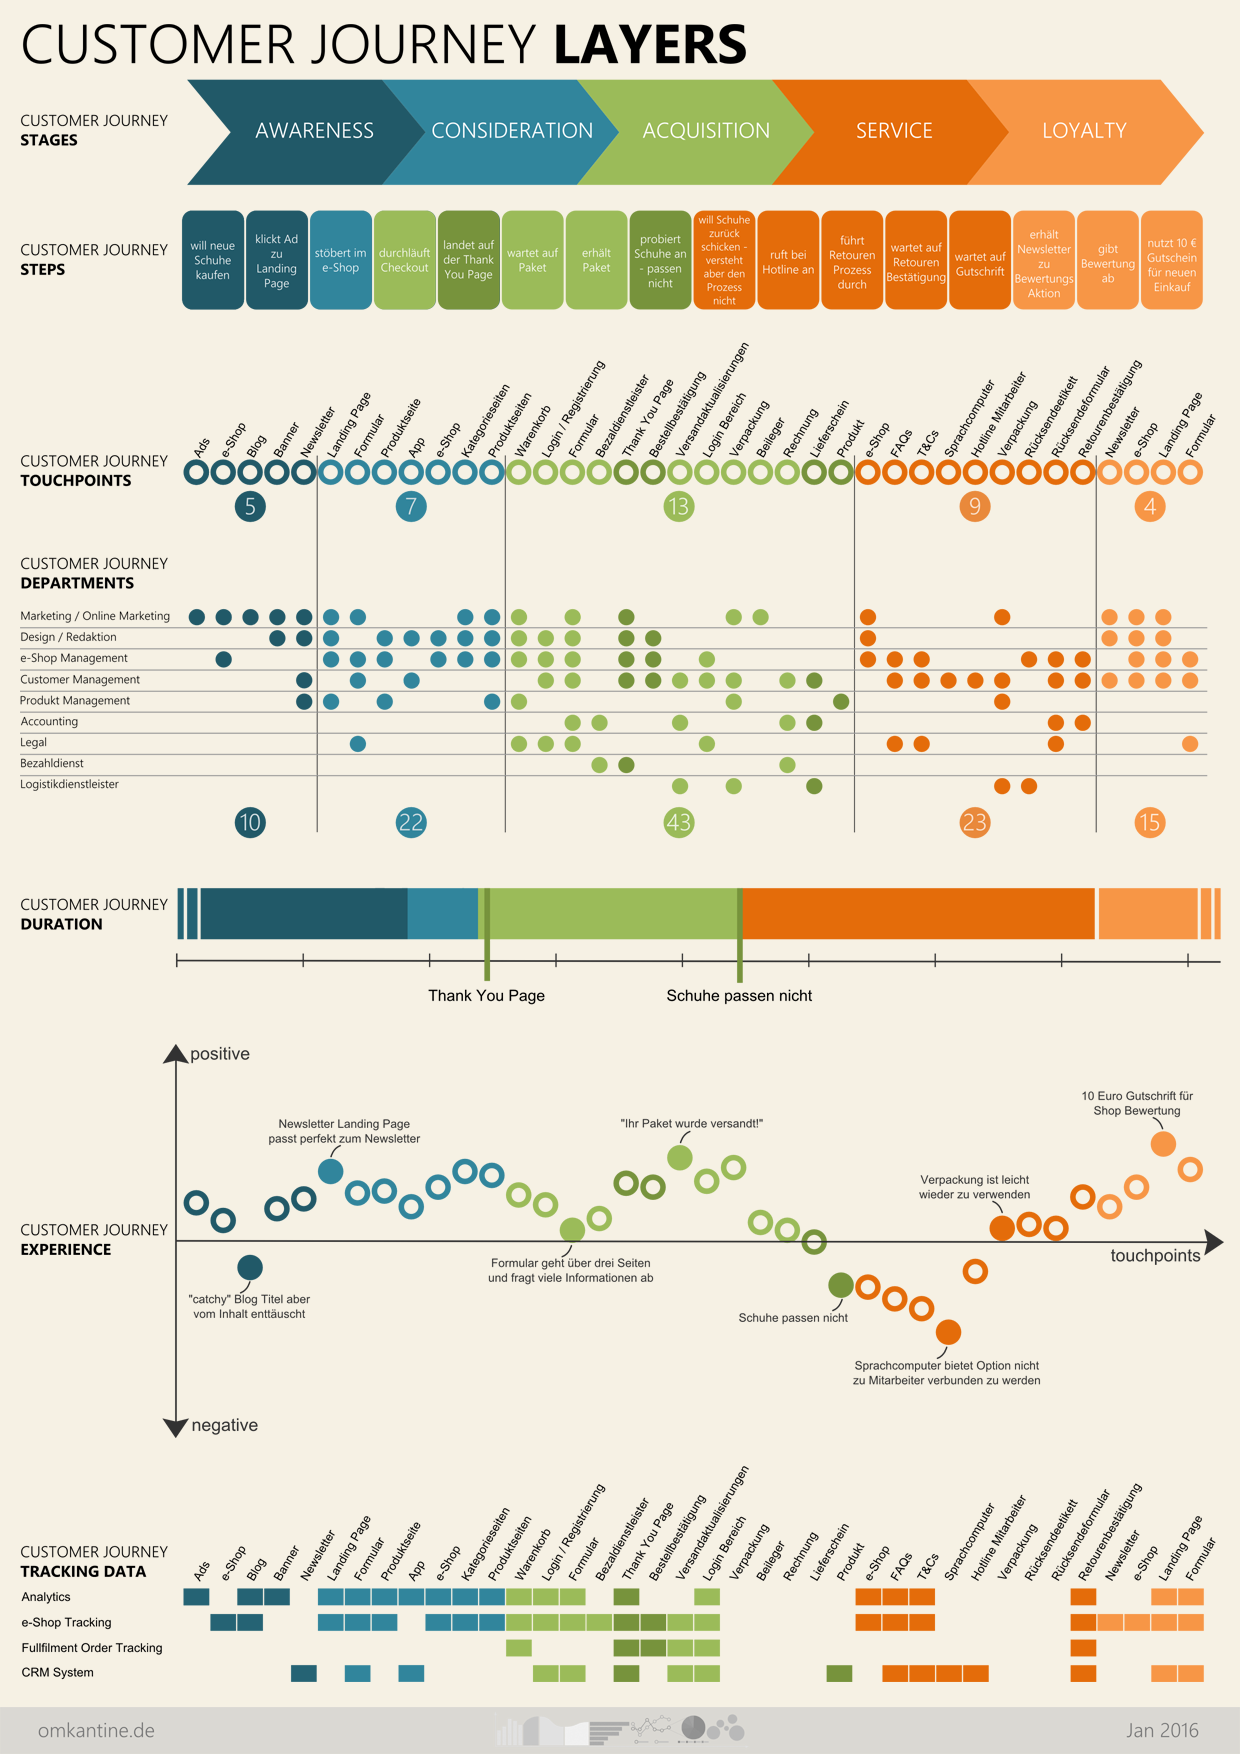 CUSTOMER JOURNEY LAYERS
CUSTOMER JOURNEY
STAGES
AWARENESS
CONSIDERATION
ACQUISITION
SERVICE
LOYALTY
CUSTOMER JOURNEY
STEPS
will neue
Schuhe
kaufen
klickt Ad
zu
Landing
Page
stöbert im
e-Shop
durchläuft
Checkout
landet auf
der Thank
You Page
wartet auf
Paket
erhält
Paket
probiert
Schuhe an
- passen
nicht
will Schuhe
zurück
schicken -
versteht
aber den
Prozess
nicht
ruft bei
Hotline an
führt
Retouren
Prozess
durch
wartet auf
Retouren
Bestätigung
wartet auf
Gutschrift
erhält
Newsletter
zu
Bewertungs
Aktion
gibt
Bewertung
ab
nutzt 10 €
Gutschein
für neuen
Einkauf
CUSTOMER JOURNEY
TOUCHPOINTS
Ads
e-Shop
Blog
Banner
Newsletter
Landing Page
Formular
Produktseite
App
e-Shop
Kategorieseiten
Produktseiten
Warenkorb
Login / Registrierung
Formular
Bezahldienstleister
Thank You Page
Bestellbestätigung
Versandaktualisierungen
Login Bereich
Verpackung
Beileger
Rechnung
Lieferschein
Produkt
e-Shop
FAQs
T&Cs
Sprachcomputer
Hotline Mitarbeiter
Verpackung
Rücksendeetikett
Rücksendeformular
Retourenbestätigung
Newsletter
e-Shop
Landing Page
Formular
5
7
13
9
4
CUSTOMER JOURNEY
DEPARTMENTS
Marketing / Online Marketing
Design / Redaktion
e-Shop Management
Customer Management
Produkt Management
Accounting
Legal
Bezahldienst
Logistikdienstleister
10
22
43
23
15
CUSTOMER JOURNEY
DURATION
Thank You Page
Schuhe passen nicht
positive
10 Euro Gutschrift für
Shop Bewertung
Newsletter Landing Page
passt perfekt zum Newsletter
"Ihr Paket wurde versandt!"
Verpackung ist leicht
wieder zu verwenden
CUSTOMER JOURNEY
EXPERIENCE
touchpoints
Formular geht über drei Seiten
und fragt viele Informationen ab
"catchy" Blog Titel aber
vom Inhalt enttäuscht
Schuhe passen nicht
Sprachcomputer bietet Option nicht
zu Mitarbeiter verbunden zu werden
negative
CUSTOMER JOURNEY
TRACKING DATA
Ads
e-Shop
Blog
Banner
Newsletter
Landing Page
Formular
Produktseite
App
e-Shop
Kategorieseiten
Produktseiten
Warenkorb
Login / Registrierung
Formular
Bezahldienstleister
Thank You Page
Bestellbestätigung
Versandaktualisierungen
Login Bereich
Verpackung
Beileger
Rechnung
Lieferschein
Produkt
e-Shop
FAQs
T&Cs
Sprachcomputer
Hotline Mitarbeiter
Verpackung
Rücksendeetikett
Rücksendeformular
Retourenbestätigung
Newsletter
e-Shop
Landing Page
Formular
Analytics
e-Shop Tracking
Fullfilment Order Tracking
CRM System
omkantine.de
Jan 2016